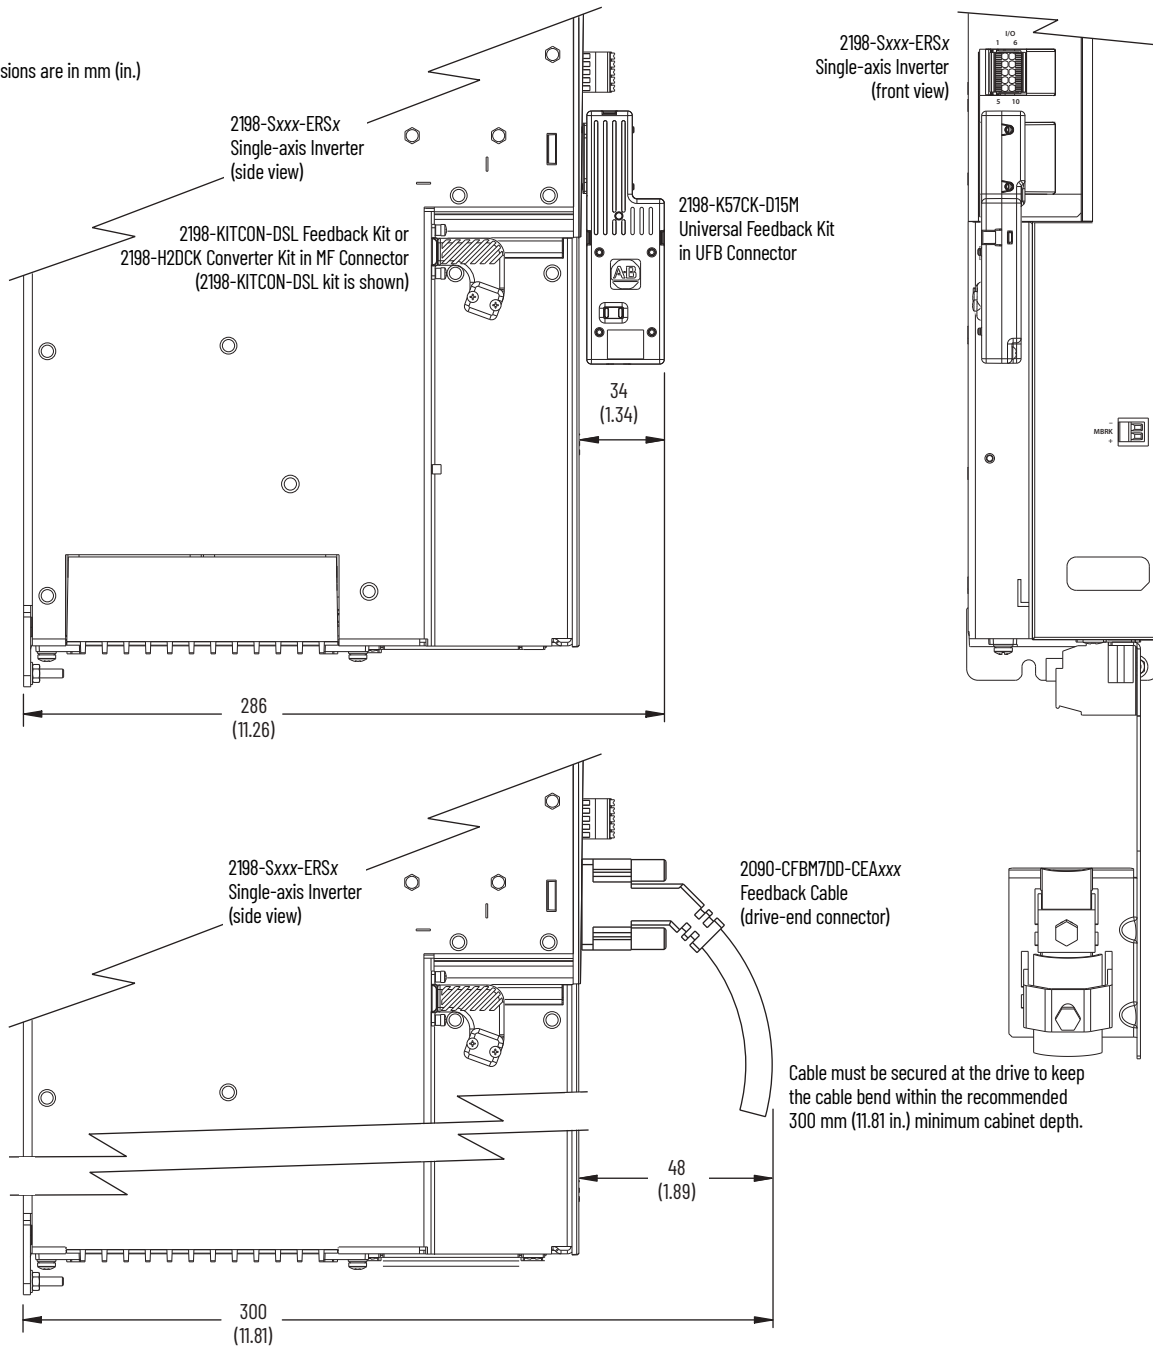 sions are in mm (in.)
2198-Sxxx-ERSx
Single-axis Inverter
(side view)
2198-KITCON-DSL Feedback Kit or
2198-H2DCK Converter Kit in MF Connector
(2198-KITCON-DSL kit is shown)
2198-K57CK-D15M
Universal Feedback Kit
in UFB Connector
A-B
34
(1.34)
286
(11.26)
2198-Sxxx-ERSx
Single-axis Inverter
(front view)
I/O
1 6
5 10
MBRK
-
+
2198-Sxxx-ERSx
Single-axis Inverter
(side view)
2090-CFBM7DD-CEAxxx
Feedback Cable
(drive-end connector)
Cable must be secured at the drive to keep
the cable bend within the recommended
300 mm (11.81 in.) minimum cabinet depth.
48
(1.89)
300
(11.81)